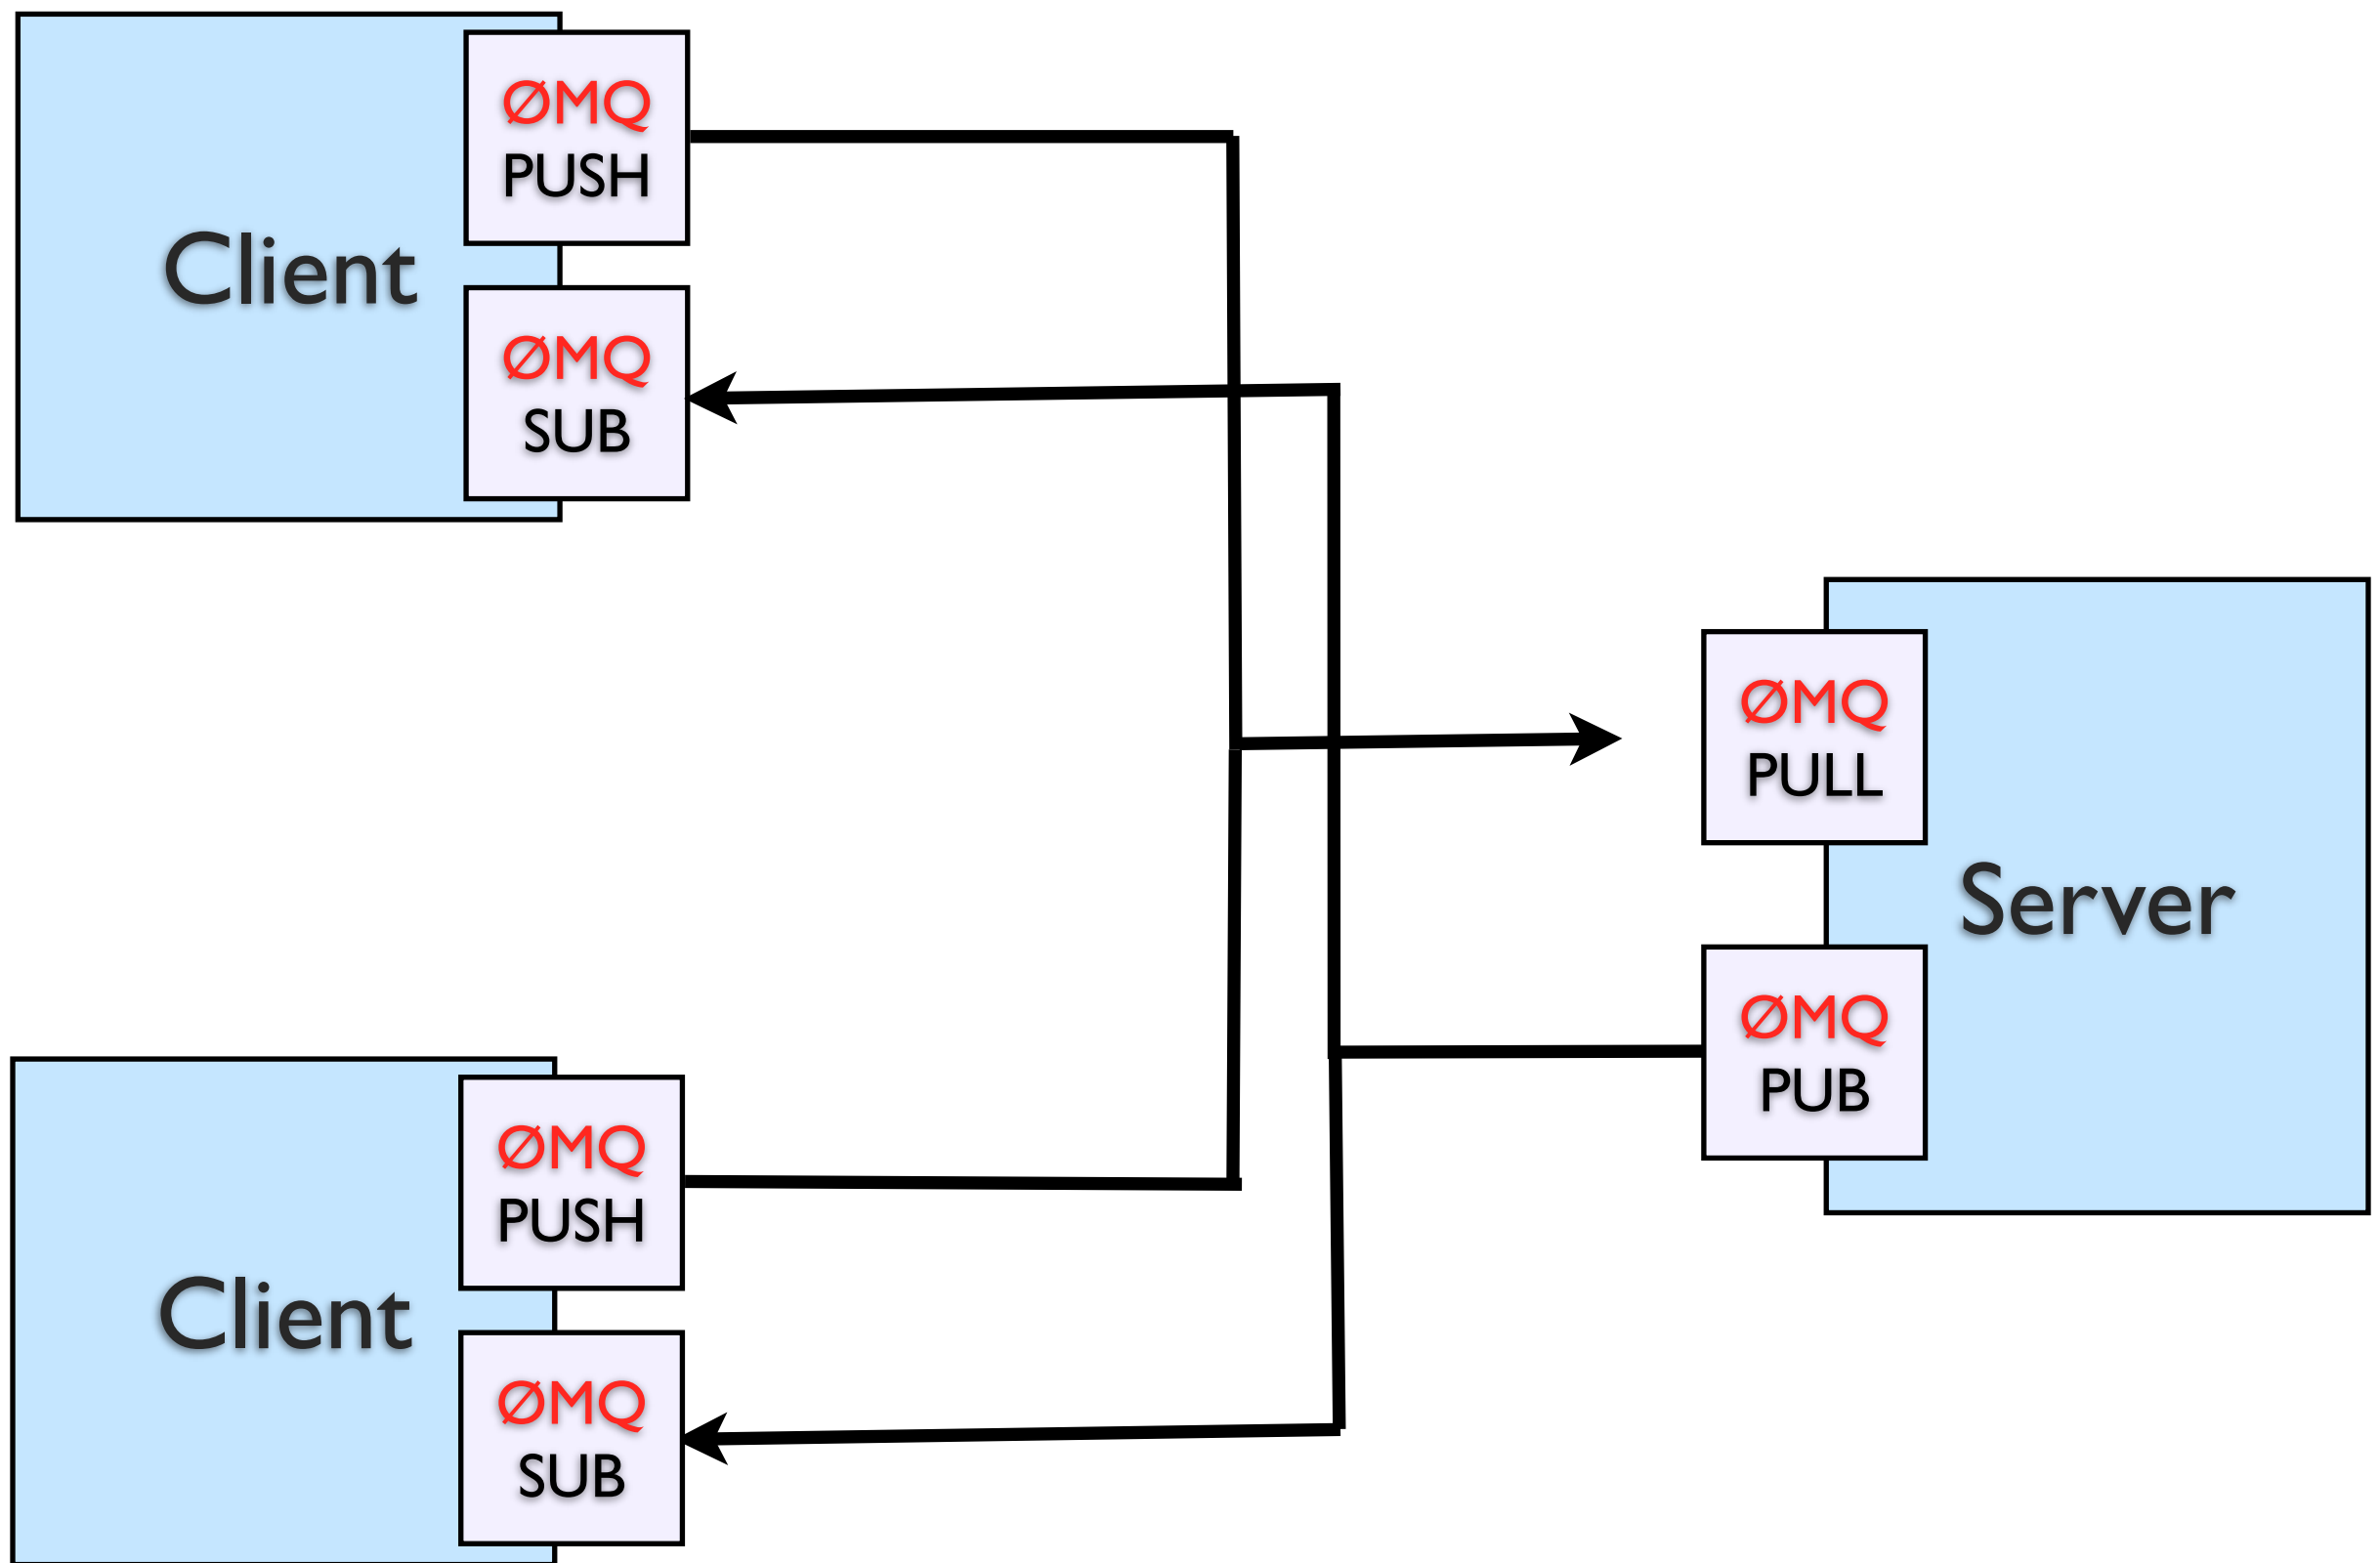 ØMQ
PUSH
Client
ØMQ
SUB
ØMQ
PULL
Server
ØMQ
PUB
ØMQ
PUSH
Client
ØMQ
SUB